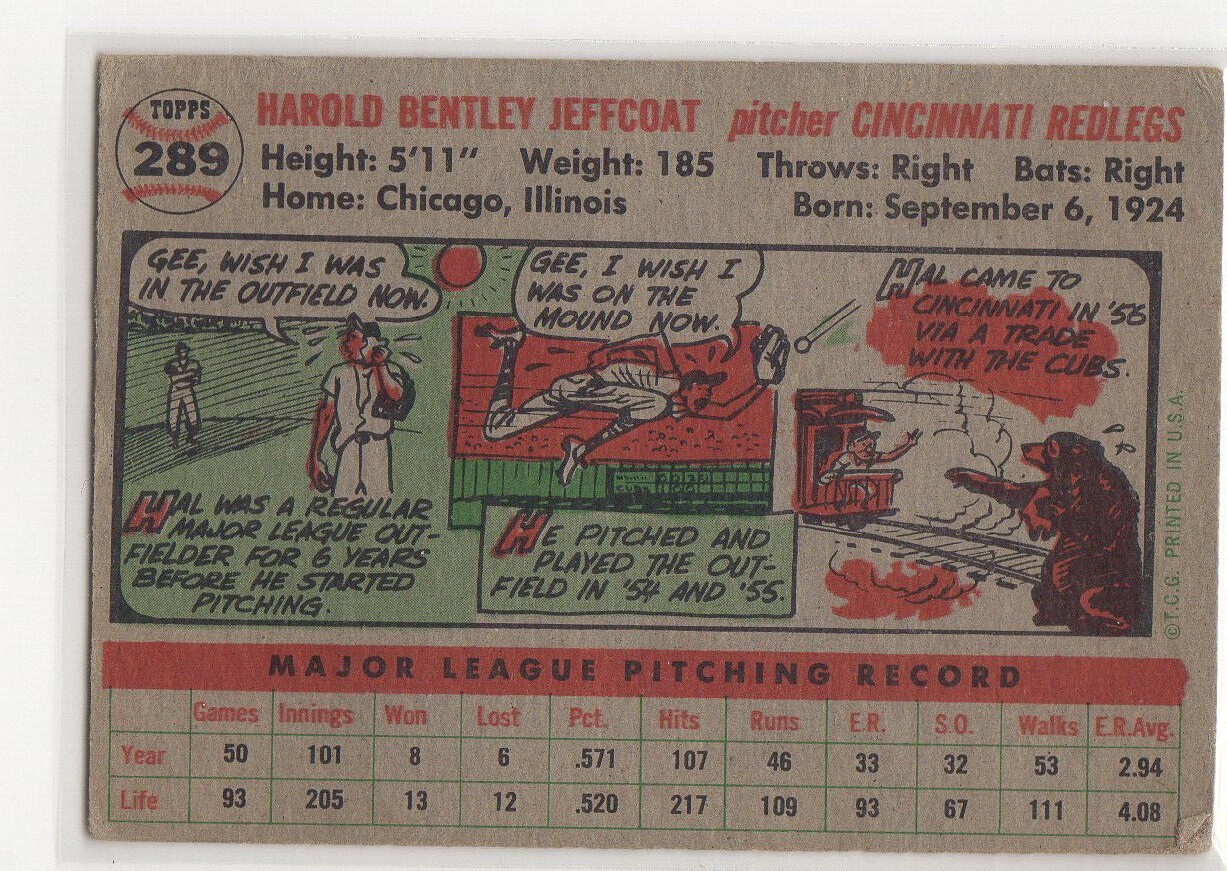 TOPPS
289
HAROLD BENTLEY JEFFCOAT pitcher CINCINNATI REDLEGS
Height: 5'11" Weight: 185 Throws: Right Bats: Right
Home: Chicago, Illinois Born: September 6, 1924
GEE, WISH I WAS
IN THE OUTFIELD NOW.
HAL WAS A REGULAR
MAJOR LEAGUE OUT-
FIELDER FOR 6 YEARS
BEFORE HE STARTED
PITCHING.
GEE, I WISH I
WAS ON THE
MOUND NOW.
HE PITCHED AND
PLAYED THE OUT-
FIELD IN '54 AND '55.
HAL CAME TO
CINCINNATI IN '56
VIA A TRADE
WITH THE CUBS.
©T.C.G. PRINTED IN U.S.A.
MAJOR LEAGUE PITCHING RECORD
Games Innings Won Lost Pct. Hits Runs E.R. S.O. Walks E.R.Avg.
Year 50 101 8 6 .571 107 46 33 32 53 2.94
Life 93 205 13 12 .520 217 109 93 67 111 4.08